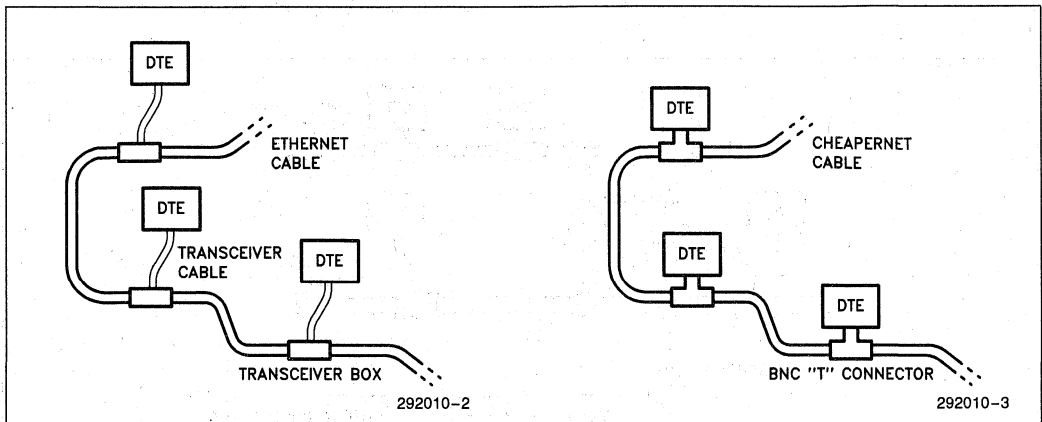 DTE
ETHERNET
CABLE
DTE
TRANSCEIVER
CABLE
DTE
TRANSCEIVER BOX
292010-2
DTE
CHEAPERNET
CABLE
DTE
DTE
BNC "T" CONNECTOR
292010-3